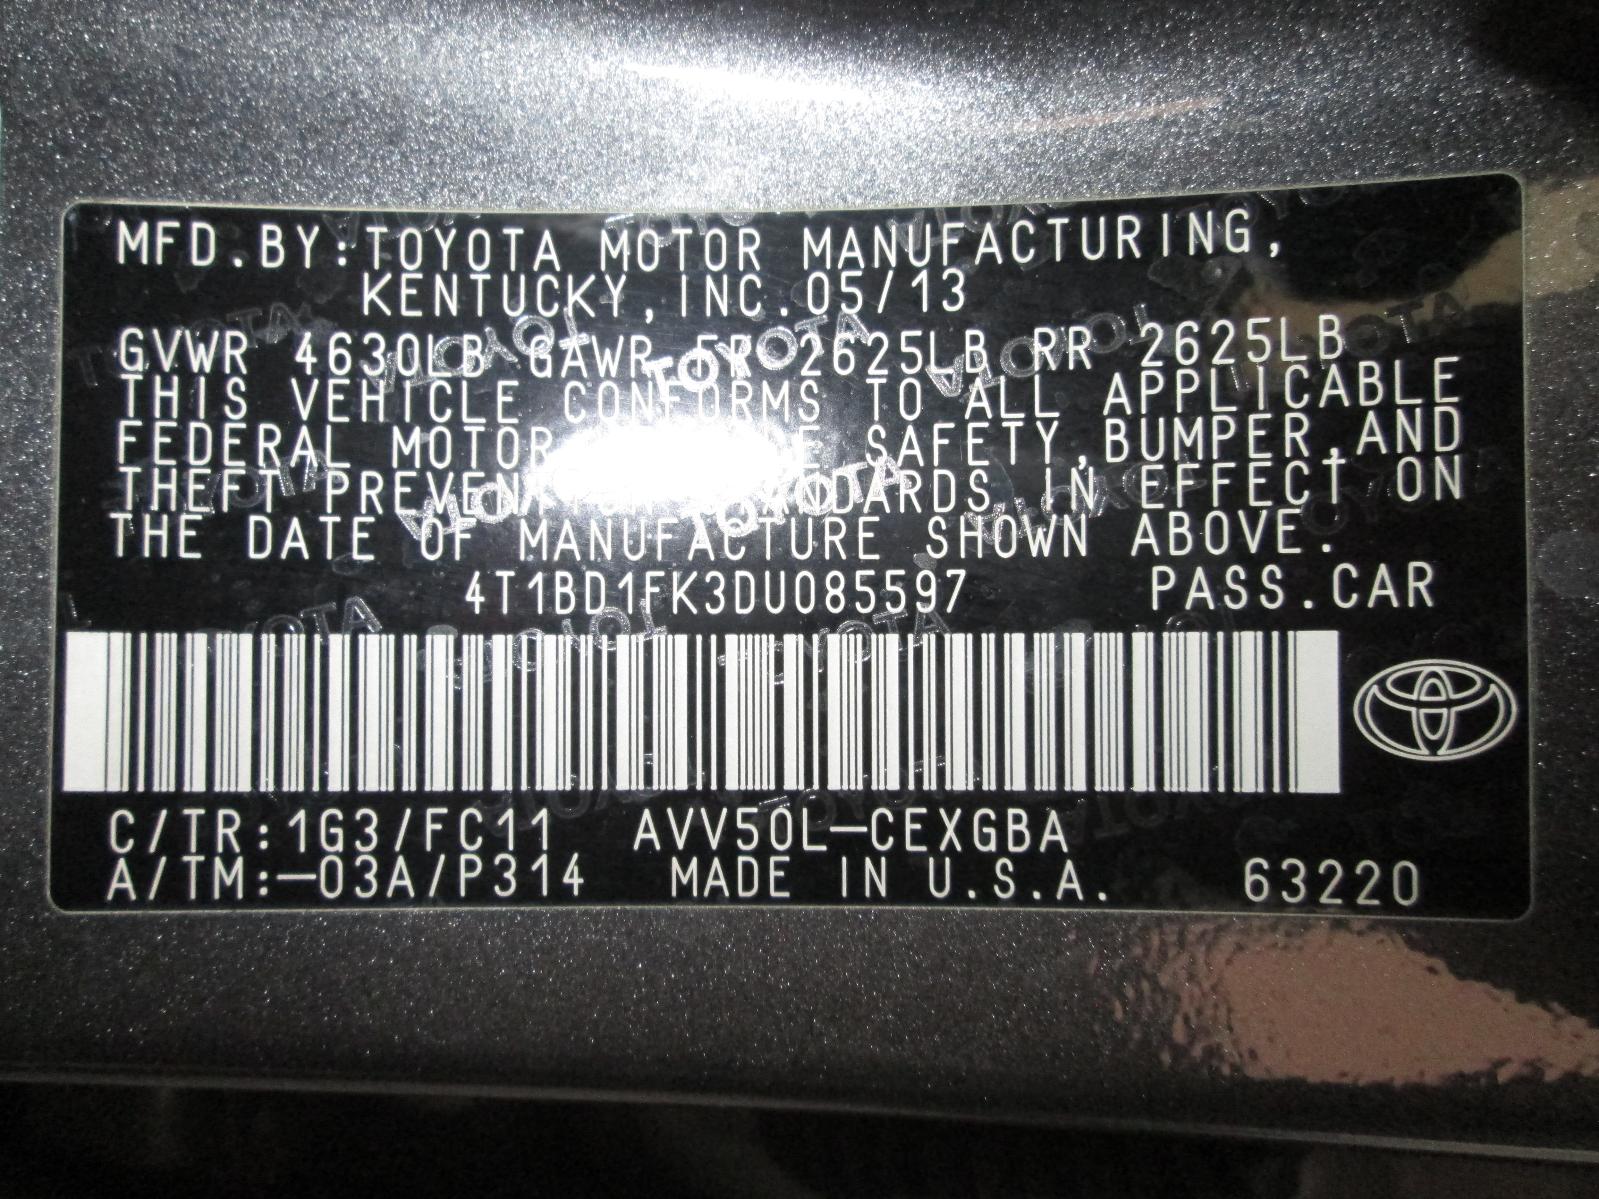 MFD.BY:TOYOTA MOTOR MANUFACTURING,
KENTUCKY,INC.05/13
GVWR 4630LB GAWR FR 2625LB RR 2625LB
THIS VEHICLE CONFORMS TO ALL APPLICABLE
FEDERAL MOTOR SAFETY,BUMPER,AND
THEFT PREVENTION STANDARDS IN EFFECT ON
THE DATE OF MANUFACTURE SHOWN ABOVE.
4T1BD1FK3DU085597 PASS.CAR
C/TR:1G3/FC11 AVV50L-CEXGBA
A/TM:-03A/P314 MADE IN U.S.A. 63220